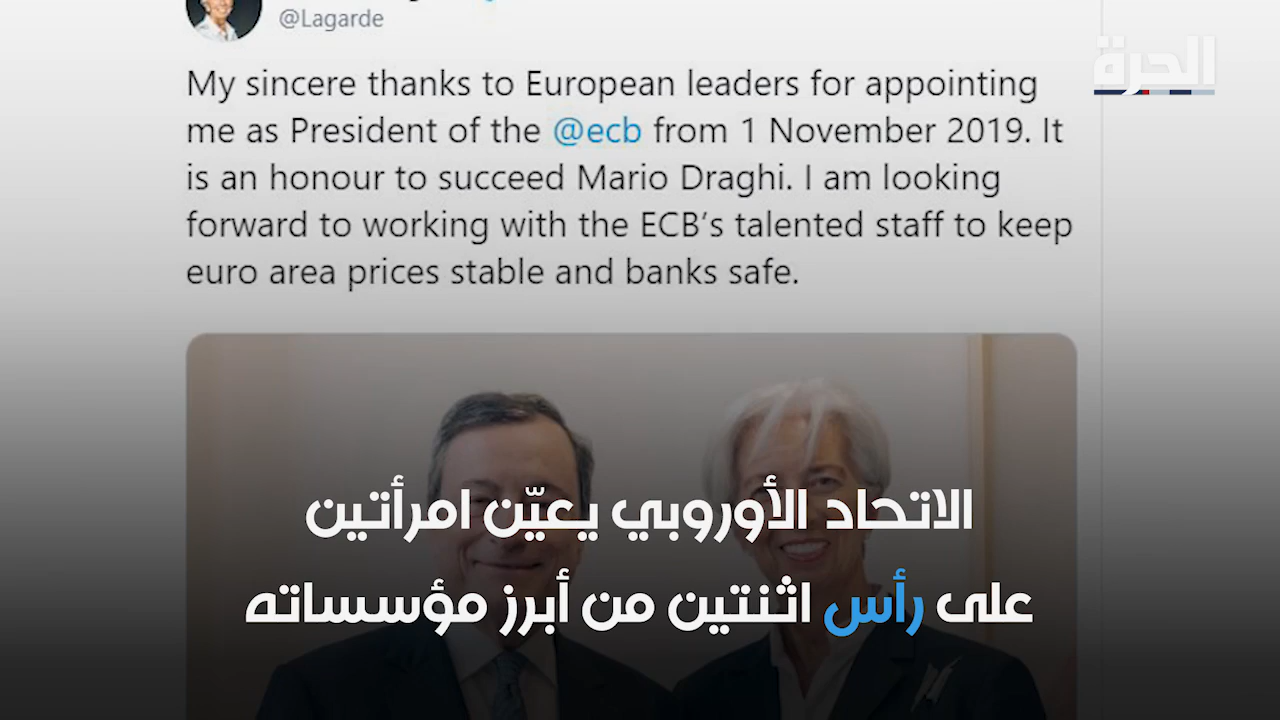 @Lagarde
الحرة
My sincere thanks to European leaders for appointing
me as President of the @ecb from 1 November 2019. It
is an honour to succeed Mario Draghi. I am looking
forward to working with the ECB’s talented staff to keep
euro area prices stable and banks safe.
الاتحاد الأوروبي يعيّن امرأتين
على رأس اثنتين من أبرز مؤسساته